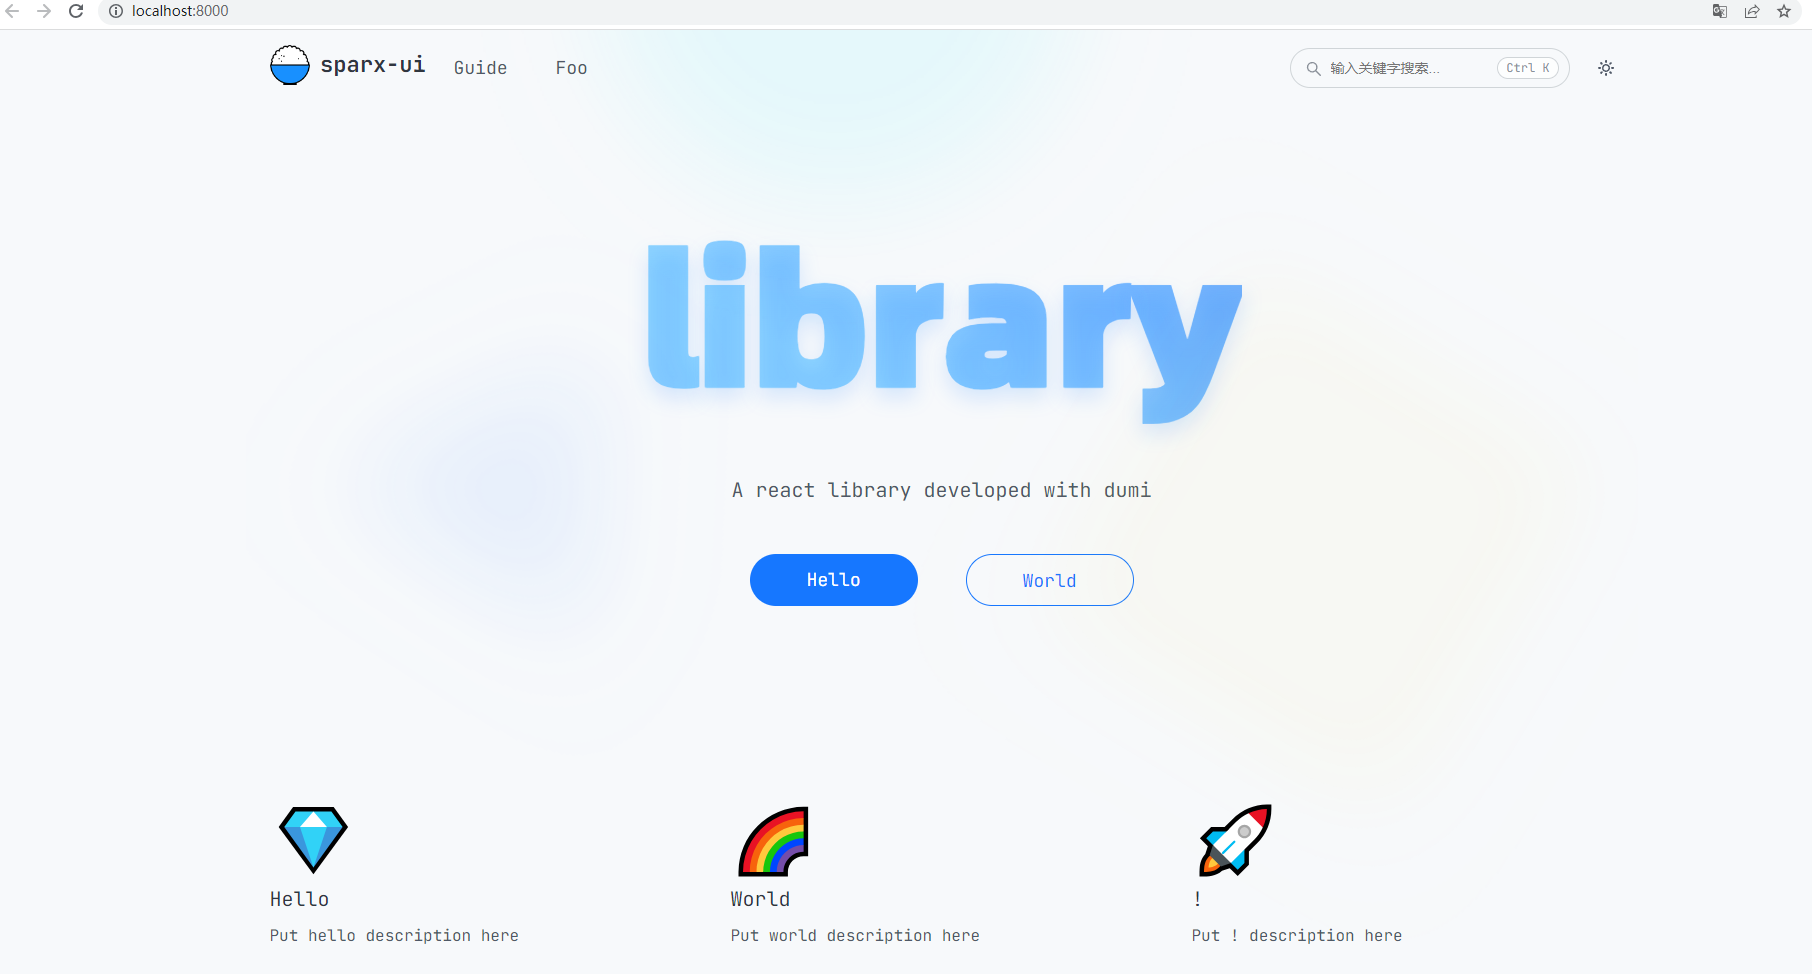 localhost:8000
sparx-ui Guide Foo 输入关键字搜索... Ctrl K
library
A react library developed with dumi
Hello World
Hello World !
Put hello description here Put world description here Put ! description here